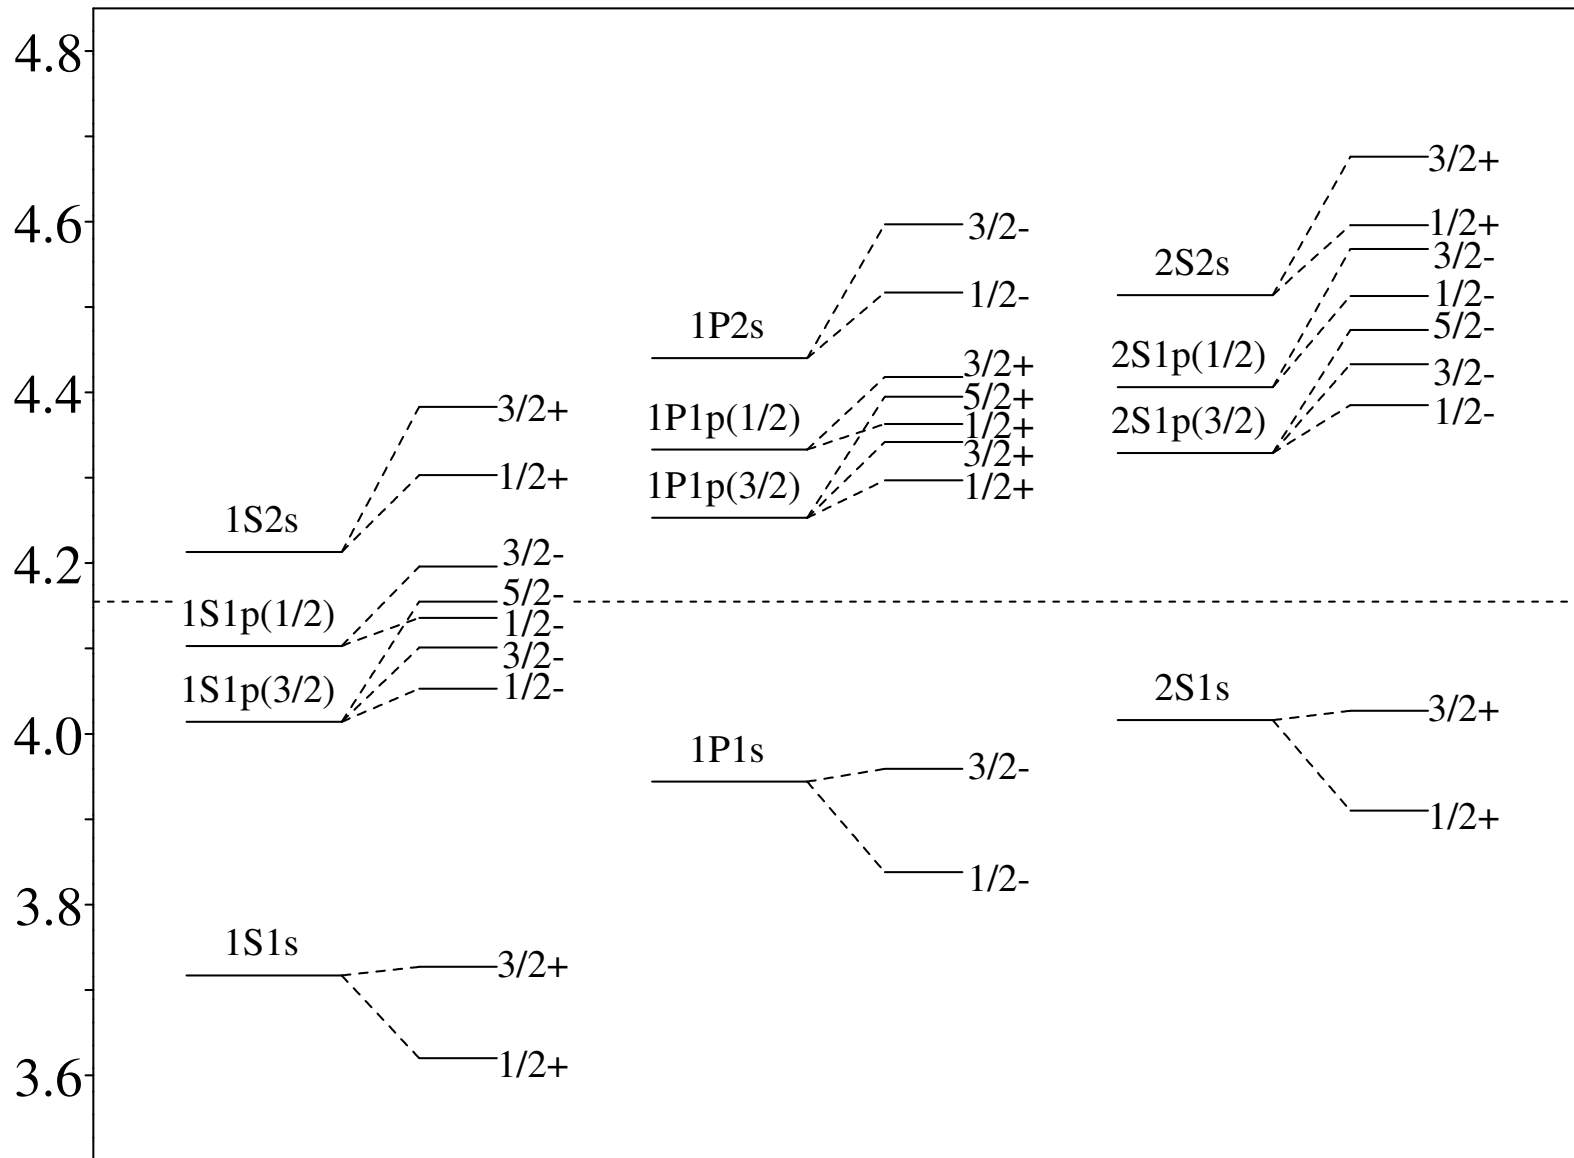 4.8
4.6
4.4
4.2
4.0
3.8
3.6
1S2s
3/2+
1/2+
1S1p(1/2)
3/2-
5/2-
1/2-
1S1p(3/2)
3/2-
1/2-
1S1s
3/2+
1/2+
1P2s
3/2-
1/2-
1P1p(1/2)
3/2+
5/2+
1/2+
1P1p(3/2)
3/2+
1/2+
1P1s
3/2-
1/2-
2S2s
3/2+
1/2+
2S1p(1/2)
3/2-
1/2-
5/2-
2S1p(3/2)
3/2-
1/2-
2S1s
3/2+
1/2+